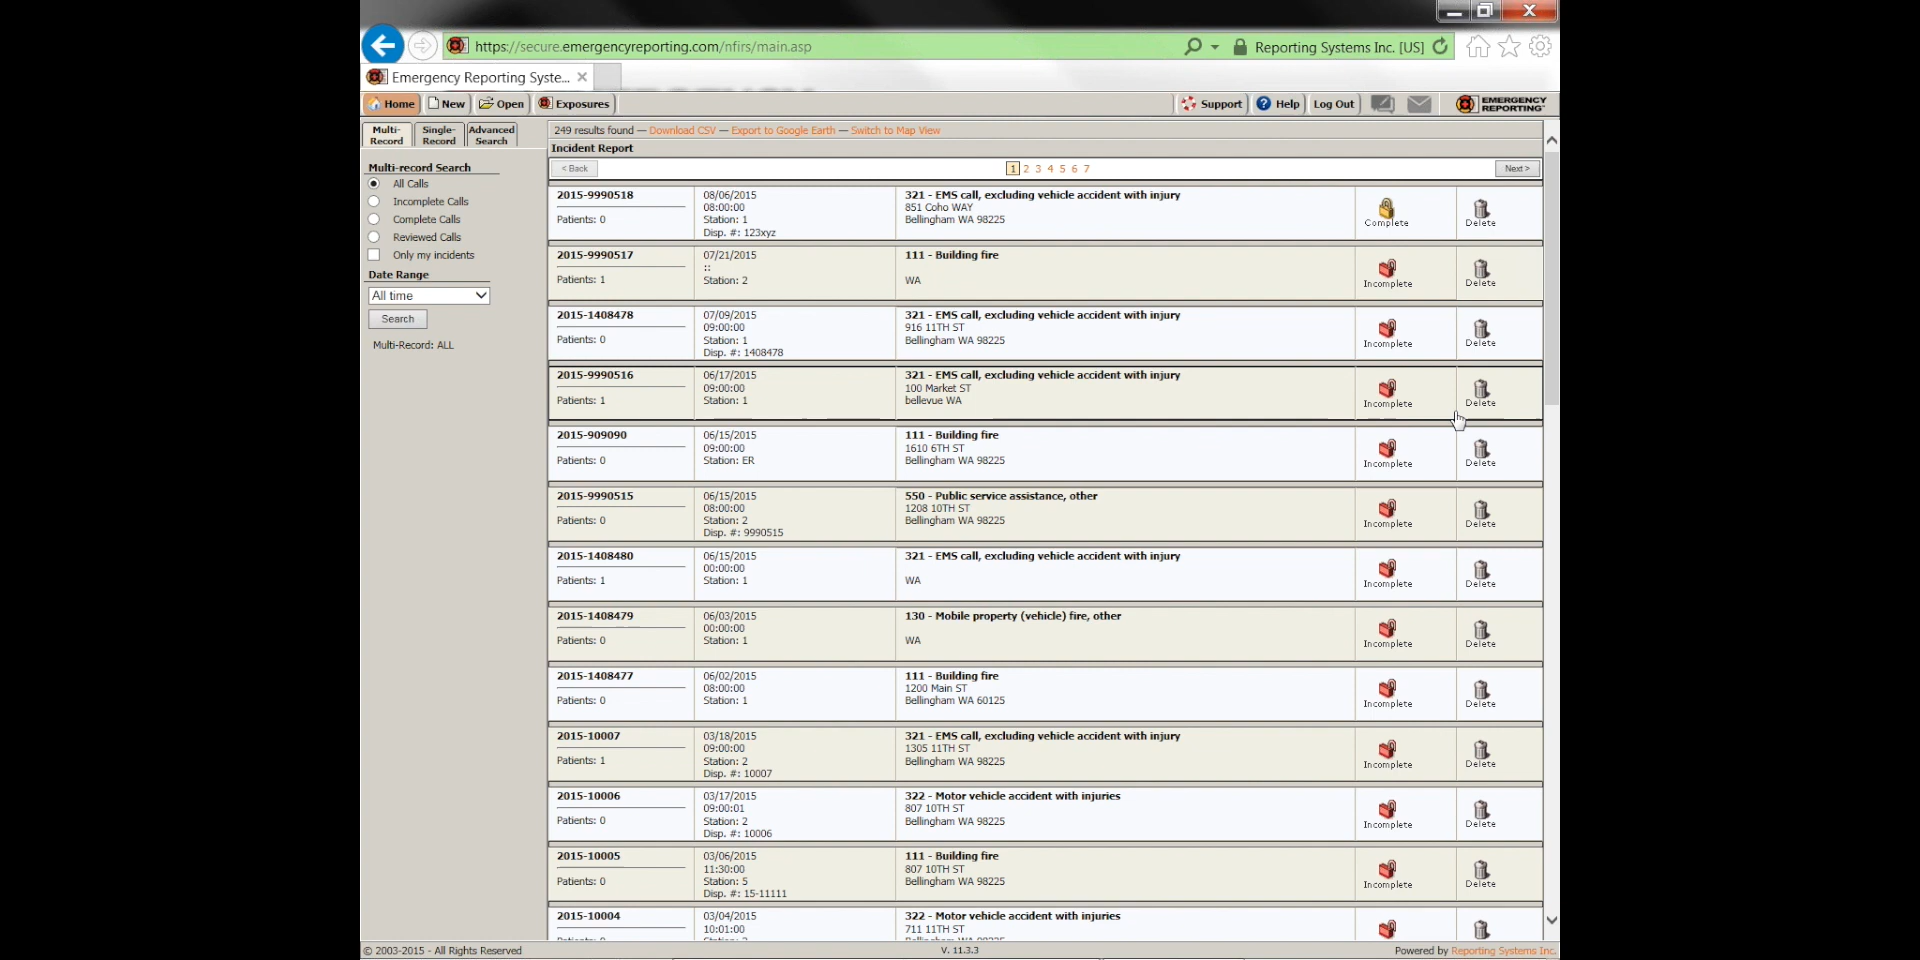 https://secure.emergencyreporting.com/nfirs/main.asp
Reporting Systems Inc. [US]
Emergency Reporting Syste...
Home New Open Exposures Support Help Log Out EMERGENCY REPORTING
Multi-Record Single-Record Advanced Search
249 results found — Download CSV — Export to Google Earth — Switch to Map View
Incident Report
< Back 1 2 3 4 5 6 7 Next >
Multi-record Search
All Calls
Incomplete Calls
Complete Calls
Reviewed Calls
Only my incidents
Date Range
All time
Search
Multi-Record: ALL
2015-9990518 08/06/2015 321 - EMS call, excluding vehicle accident with injury
08:00:00 851 Coho WAY
Patients: 0 Station: 1 Bellingham WA 98225 Complete Delete
Disp. #: 123xyz
2015-9990517 07/21/2015 111 - Building fire
::
Patients: 1 Station: 2 WA Incomplete Delete
2015-1408478 07/09/2015 321 - EMS call, excluding vehicle accident with injury
09:00:00 916 11TH ST
Patients: 0 Station: 1 Bellingham WA 98225 Incomplete Delete
Disp. #: 1408478
2015-9990516 06/17/2015 321 - EMS call, excluding vehicle accident with injury
09:00:00 100 Market ST
Patients: 1 Station: 1 bellevue WA Incomplete Delete
2015-909090 06/15/2015 111 - Building fire
09:00:00 1610 6TH ST
Patients: 0 Station: ER Bellingham WA 98225 Incomplete Delete
2015-9990515 06/15/2015 550 - Public service assistance, other
08:00:00 1208 10TH ST
Patients: 0 Station: 2 Bellingham WA 98225 Incomplete Delete
Disp. #: 9990515
2015-1408480 06/15/2015 321 - EMS call, excluding vehicle accident with injury
00:00:00
Patients: 1 Station: 1 WA Incomplete Delete
2015-1408479 06/03/2015 130 - Mobile property (vehicle) fire, other
00:00:00
Patients: 0 Station: 1 WA Incomplete Delete
2015-1408477 06/02/2015 111 - Building fire
08:00:00 1200 Main ST
Patients: 0 Station: 1 Bellingham WA 60125 Incomplete Delete
2015-10007 03/18/2015 321 - EMS call, excluding vehicle accident with injury
09:00:00 1305 11TH ST
Patients: 1 Station: 2 Bellingham WA 98225 Incomplete Delete
Disp. #: 10007
2015-10006 03/17/2015 322 - Motor vehicle accident with injuries
09:00:01 807 10TH ST
Patients: 0 Station: 2 Bellingham WA 98225 Incomplete Delete
Disp. #: 10006
2015-10005 03/06/2015 111 - Building fire
11:30:00 807 10TH ST
Patients: 0 Station: 5 Bellingham WA 98225 Incomplete Delete
Disp. #: 15-11111
2015-10004 03/04/2015 322 - Motor vehicle accident with injuries
10:01:00 711 11TH ST
© 2003-2015 - All Rights Reserved V. 11.3.3 Powered by Reporting Systems Inc.